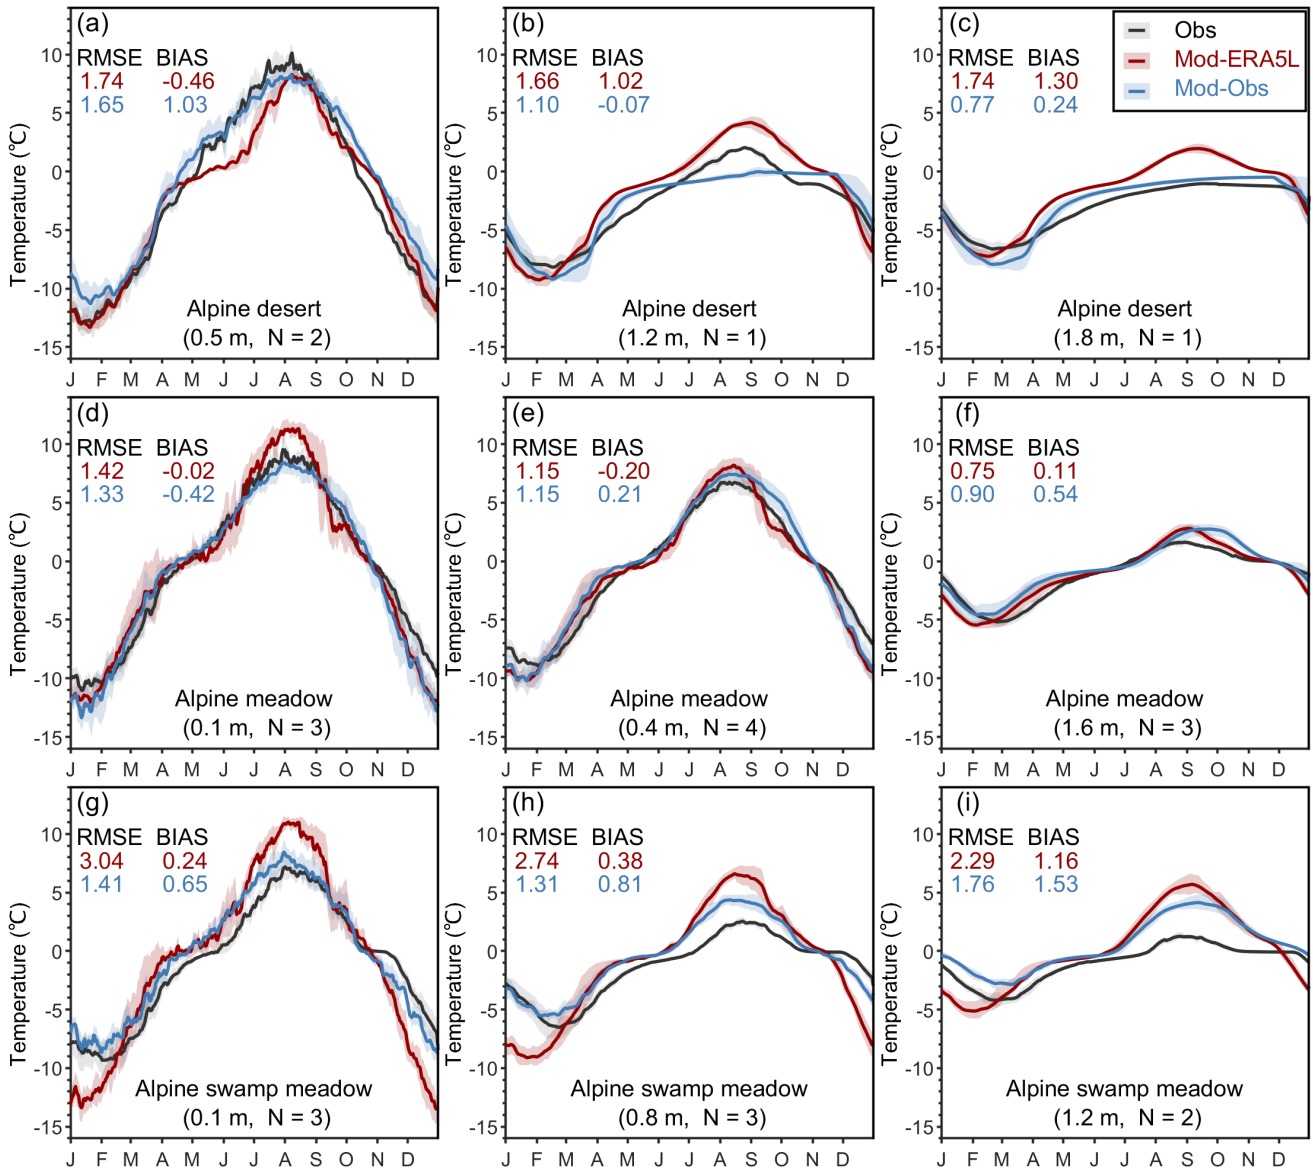 (a)
RMSE BIAS
1.74 -0.46
1.65 1.03
Temperature (℃)
10
5
0
-5
-10
-15
Alpine desert
(0.5 m, N = 2)
J F M A M J J A S O N D
(b)
RMSE BIAS
1.66 1.02
1.10 -0.07
Temperature (℃)
10
5
0
-5
-10
-15
Alpine desert
(1.2 m, N = 1)
J F M A M J J A S O N D
(c)
RMSE BIAS
1.74 1.30
0.77 0.24
Obs
Mod-ERA5L
Mod-Obs
Temperature (℃)
10
5
0
-5
-10
-15
Alpine desert
(1.8 m, N = 1)
J F M A M J J A S O N D
(d)
RMSE BIAS
1.42 -0.02
1.33 -0.42
Temperature (℃)
10
5
0
-5
-10
-15
Alpine meadow
(0.1 m, N = 3)
J F M A M J J A S O N D
(e)
RMSE BIAS
1.15 -0.20
1.15 0.21
Temperature (℃)
10
5
0
-5
-10
-15
Alpine meadow
(0.4 m, N = 4)
J F M A M J J A S O N D
(f)
RMSE BIAS
0.75 0.11
0.90 0.54
Temperature (℃)
10
5
0
-5
-10
-15
Alpine meadow
(1.6 m, N = 3)
J F M A M J J A S O N D
(g)
RMSE BIAS
3.04 0.24
1.41 0.65
Temperature (℃)
10
5
0
-5
-10
-15
Alpine swamp meadow
(0.1 m, N = 3)
J F M A M J J A S O N D
(h)
RMSE BIAS
2.74 0.38
1.31 0.81
Temperature (℃)
10
5
0
-5
-10
-15
Alpine swamp meadow
(0.8 m, N = 3)
J F M A M J J A S O N D
(i)
RMSE BIAS
2.29 1.16
1.76 1.53
Temperature (℃)
10
5
0
-5
-10
-15
Alpine swamp meadow
(1.2 m, N = 2)
J F M A M J J A S O N D